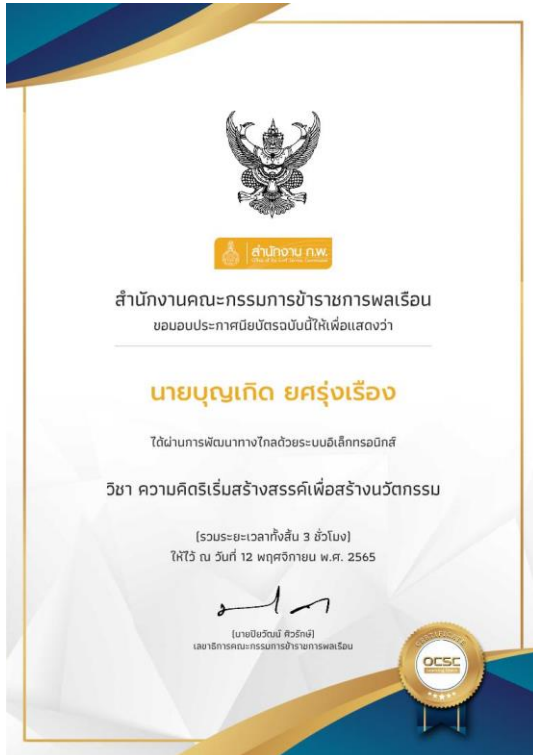 สำนักงาน ก.พ.
สำนักงานคณะกรรมการข้าราชการพลเรือน
ขอมอบประกาศนียบัตรฉบับนี้ให้เพื่อแสดงว่า
นายบุญเกิด ยศรุ่งเรือง
ได้ผ่านการพัฒนาทางไกลด้วยระบบอิเล็กทรอนิกส์
วิชา ความคิดริเริ่มสร้างสรรค์เพื่อสร้างนวัตกรรม
(รวมระยะเวลาทั้งสิ้น 3 ชั่วโมง)
ให้ไว้ ณ วันที่ 12 พฤศจิกายน พ.ศ. 2565
(นายปิยวัฒน์ ศิวรักษ์)
เลขาธิการคณะกรรมการข้าราชการพลเรือน
CERTIFICATE
OCSC